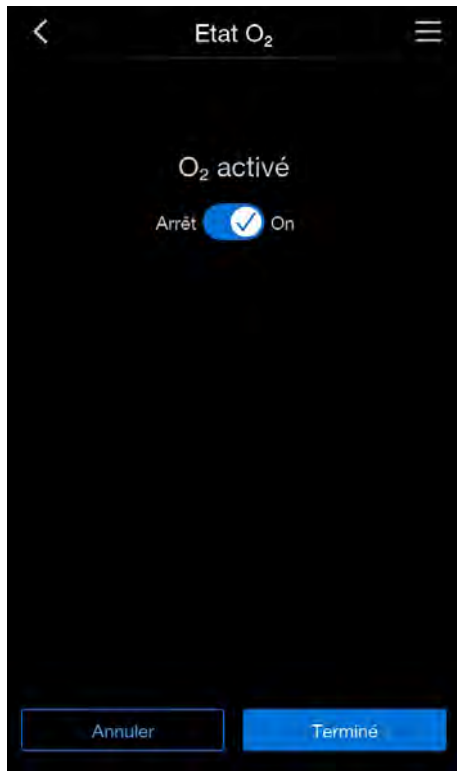 Etat O₂
O₂ activé
Arrêt On
Annuler Terminé